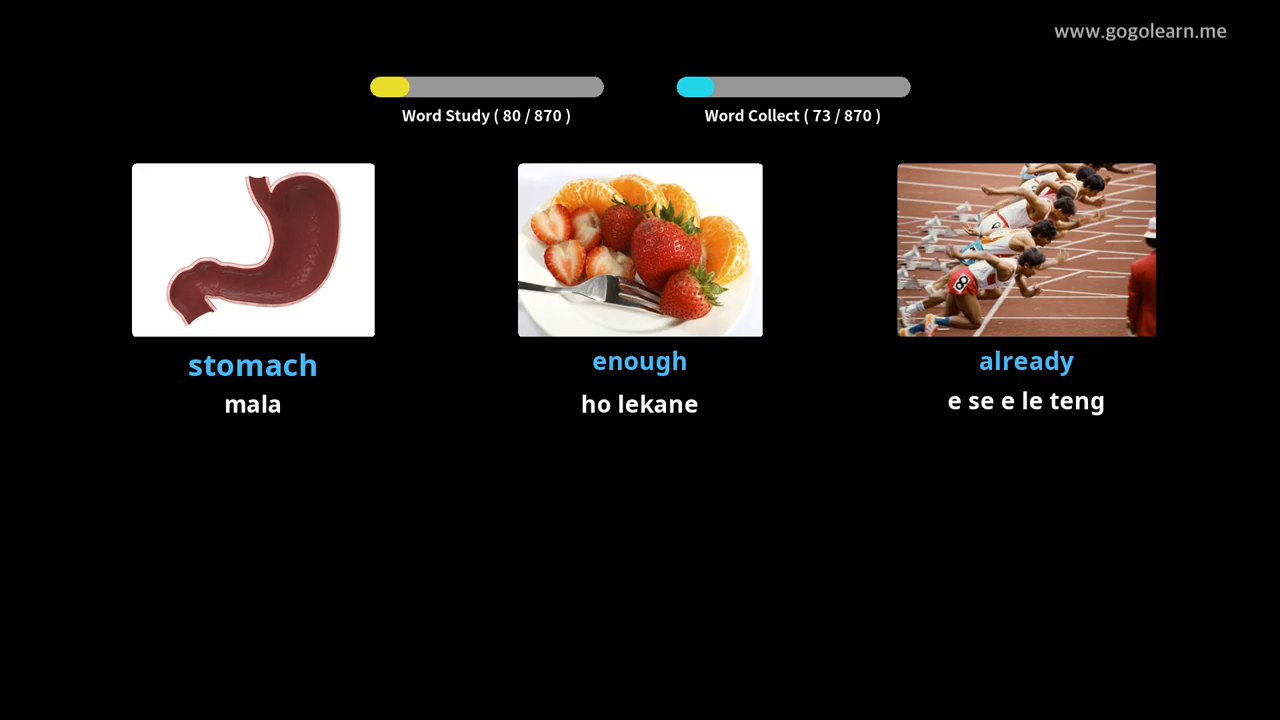 www.gogolearn.me
Word Study ( 80 / 870 )
Word Collect ( 73 / 870 )
stomach
mala
enough
ho lekane
already
e se e le teng